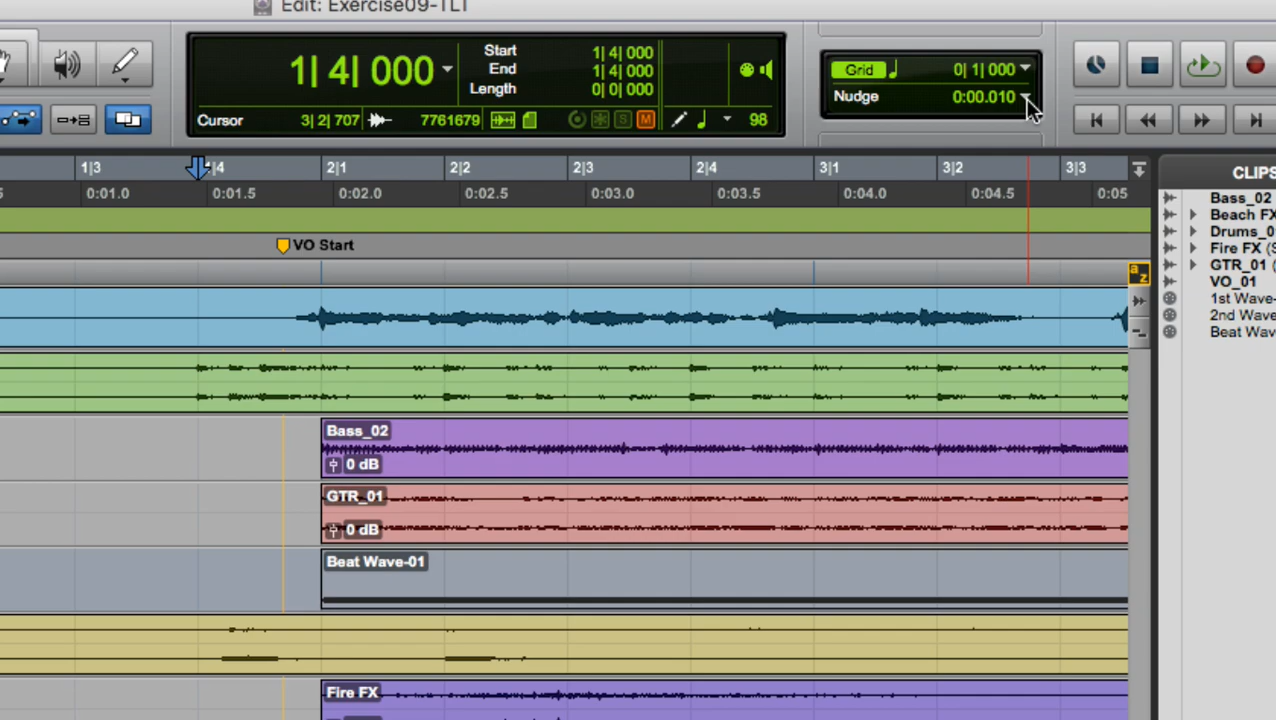 Edit: Exercise09-TLT
1| 4| 000
Start 1| 4| 000
End 1| 4| 000
Length 0| 0| 000
Cursor 3| 2| 707 7761679 S M 98
Grid 0| 1| 000
Nudge 0:00.010
1|3 |4 2|1 2|2 2|3 2|4 3|1 3|2 3|3
0:01.0 0:01.5 0:02.0 0:02.5 0:03.0 0:03.5 0:04.0 0:04.5 0:05
VO Start
a z
Bass_02
0 dB
GTR_01
0 dB
Beat Wave-01
Fire FX
CLIPS
Bass_02
Beach FX
Drums_0
Fire FX (S
GTR_01 (
VO_01
1st Wave-
2nd Wave
Beat Wav